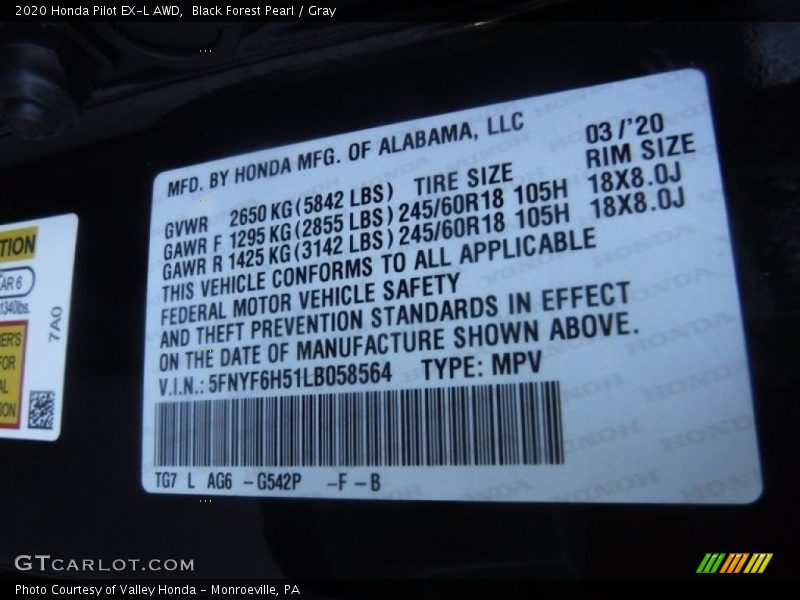 2020 Honda Pilot EX-L AWD,  Black Forest Pearl / Gray
MFD. BY HONDA MFG. OF ALABAMA, LLC 03/'20
TIRE SIZE RIM SIZE
GVWR 2650 KG (5842 LBS)
GAWR F 1295 KG (2855 LBS) 245/60R18 105H 18X8.0J
GAWR R 1425 KG (3142 LBS) 245/60R18 105H 18X8.0J
THIS VEHICLE CONFORMS TO ALL APPLICABLE
FEDERAL MOTOR VEHICLE SAFETY
AND THEFT PREVENTION STANDARDS IN EFFECT
ON THE DATE OF MANUFACTURE SHOWN ABOVE.
V.I.N.: 5FNYF6H51LB058564 TYPE: MPV
TG7 L AG6 - G542P - F - B
TION
AR 6
1340lbs.
7A0
GTCARLOT.COM
Photo Courtesy of Valley Honda - Monroeville, PA